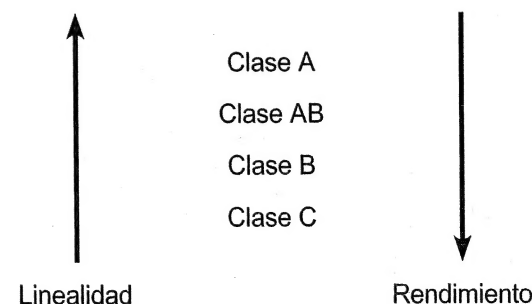 Clase A
Clase AB
Clase B
Clase C
Linealidad
Rendimiento